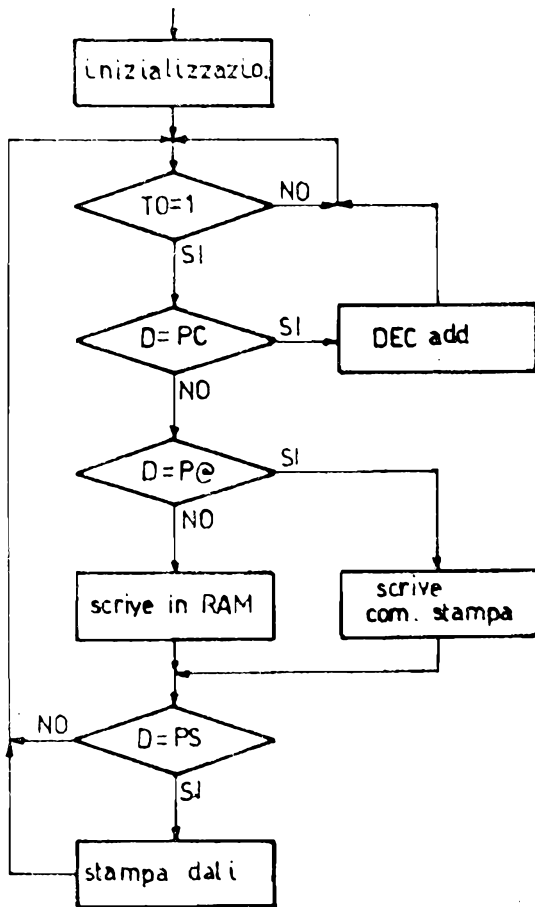 inizializzazio.
T0=1
NO
SI
D=PC
SI
DEC add
NO
D=P@
SI
NO
scrive in RAM
scrive
com. stampa
NO
D=PS
SI
stampa dati